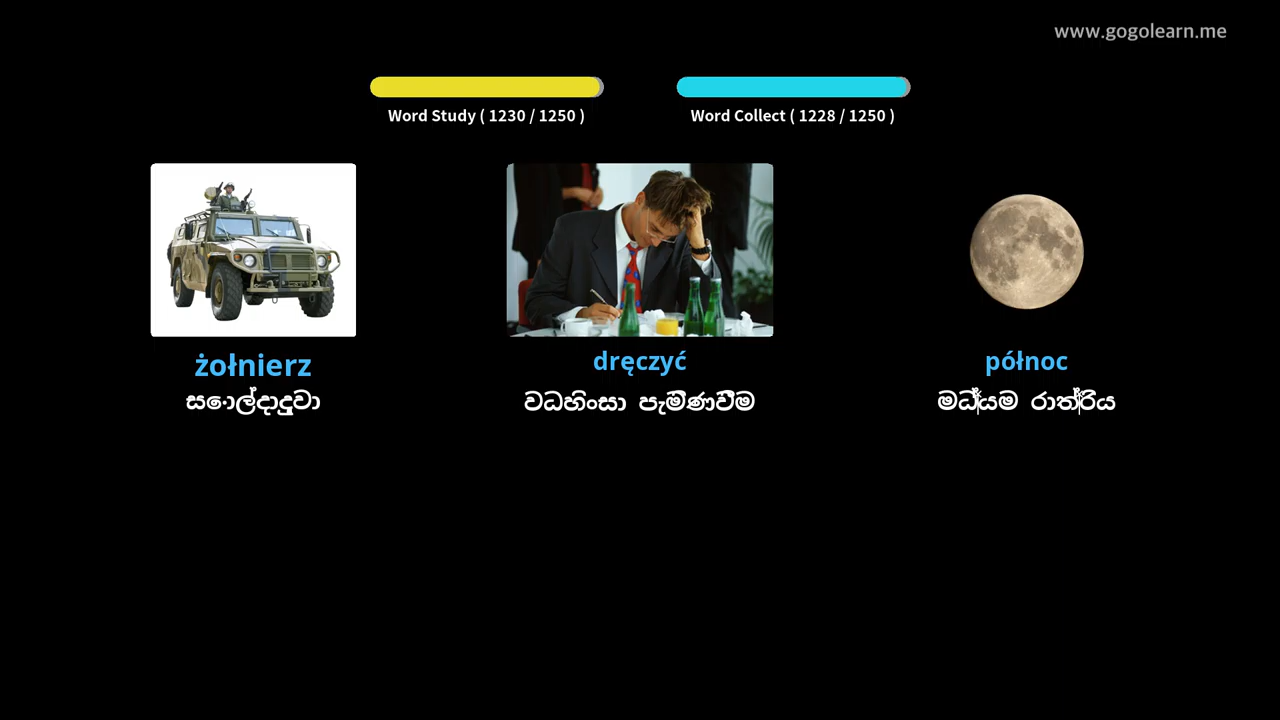 www.gogolearn.me
Word Study ( 1230 / 1250 )
Word Collect ( 1228 / 1250 )
żołnierz
සොල්දාදුවා
dręczyć
වධහිංසා පැමිණවීම
północ
මධ්‍යම රාත්‍රිය